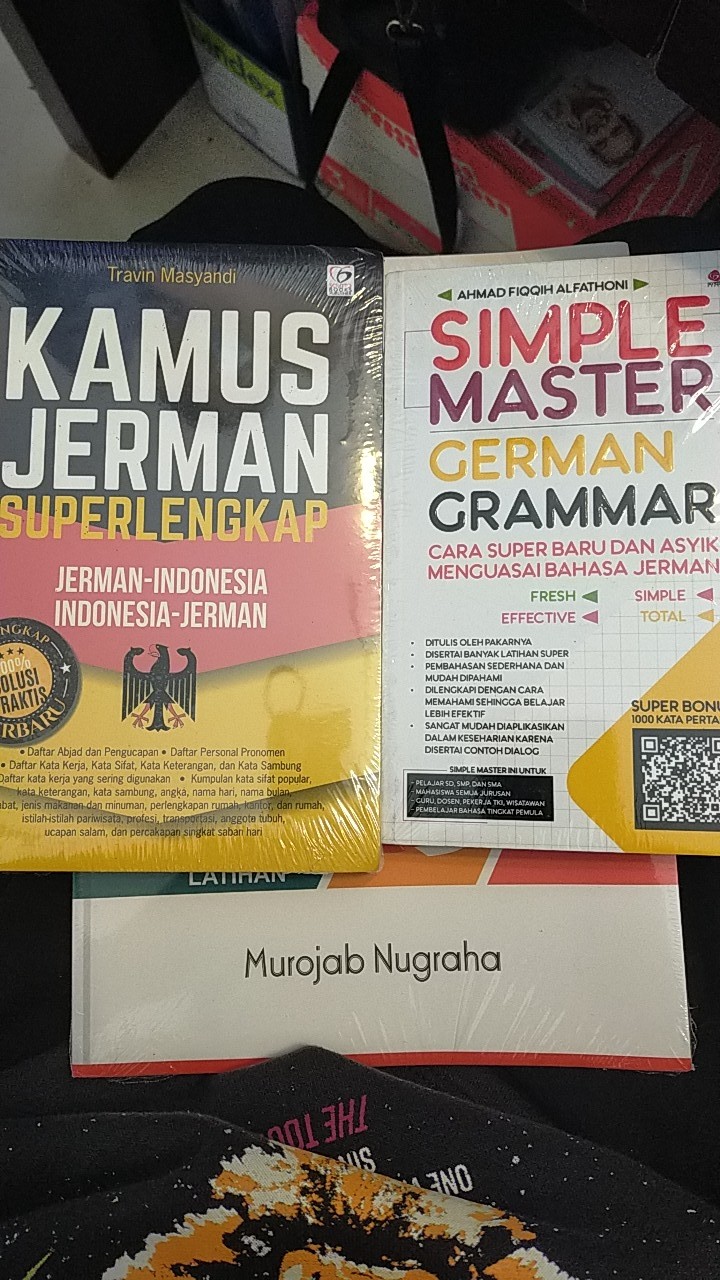 Travin Masyandi
KAMUS
JERMAN
SUPERLENGKAP
JERMAN-INDONESIA
INDONESIA-JERMAN
100%
TERBARU
• Daftar Abjad dan Pengucapan • Daftar Personal Pronomen
• Daftar Kata Kerja, Kata Sifat, Kata Keterangan, dan Kata Sambung
Daftar kata kerja yang sering digunakan • Kumpulan kata sifat populer,
kata keterangan, kata sambung, angka, nama hari, nama bulan,
jenis makanan dan minuman, perlengkapan rumah, kantor, dan rumah,
istilah-istilah pariwisata, profesi, transportasi, anggota tubuh,
ucapan salam, dan percakapan singkat sehari hari
AHMAD FIQQIH ALFATHONI
SIMPLE
MASTER
GERMAN
GRAMMAR
CARA SUPER BARU DAN ASYIK
MENGUASAI BAHASA JERMAN
FRESH SIMPLE
EFFECTIVE TOTAL
• DITULIS OLEH PAKARNYA
• DISERTAI BANYAK LATIHAN SUPER
• PEMBAHASAN SEDERHANA DAN
MUDAH DIPAHAMI
• DILENGKAPI DENGAN CARA
MEMAHAMI SEHINGGA BELAJAR
LEBIH EFEKTIF
• SANGAT MUDAH DIAPLIKASIKAN
DALAM KESEHARIAN KARENA
DISERTAI CONTOH DIALOG
SIMPLE MASTER INI UNTUK
- PELAJAR SD, SMP, DAN SMA
- MAHASISWA SEMUA JURUSAN
- GURU, DOSEN, PEKERJA TKI, WISATAWAN
- PEMBELAJAR BAHASA TINGKAT PEMULA
SUPER BONU
1000 KATA PERTA
LATIHAN
Murojab Nugraha
THE TOO
ONE